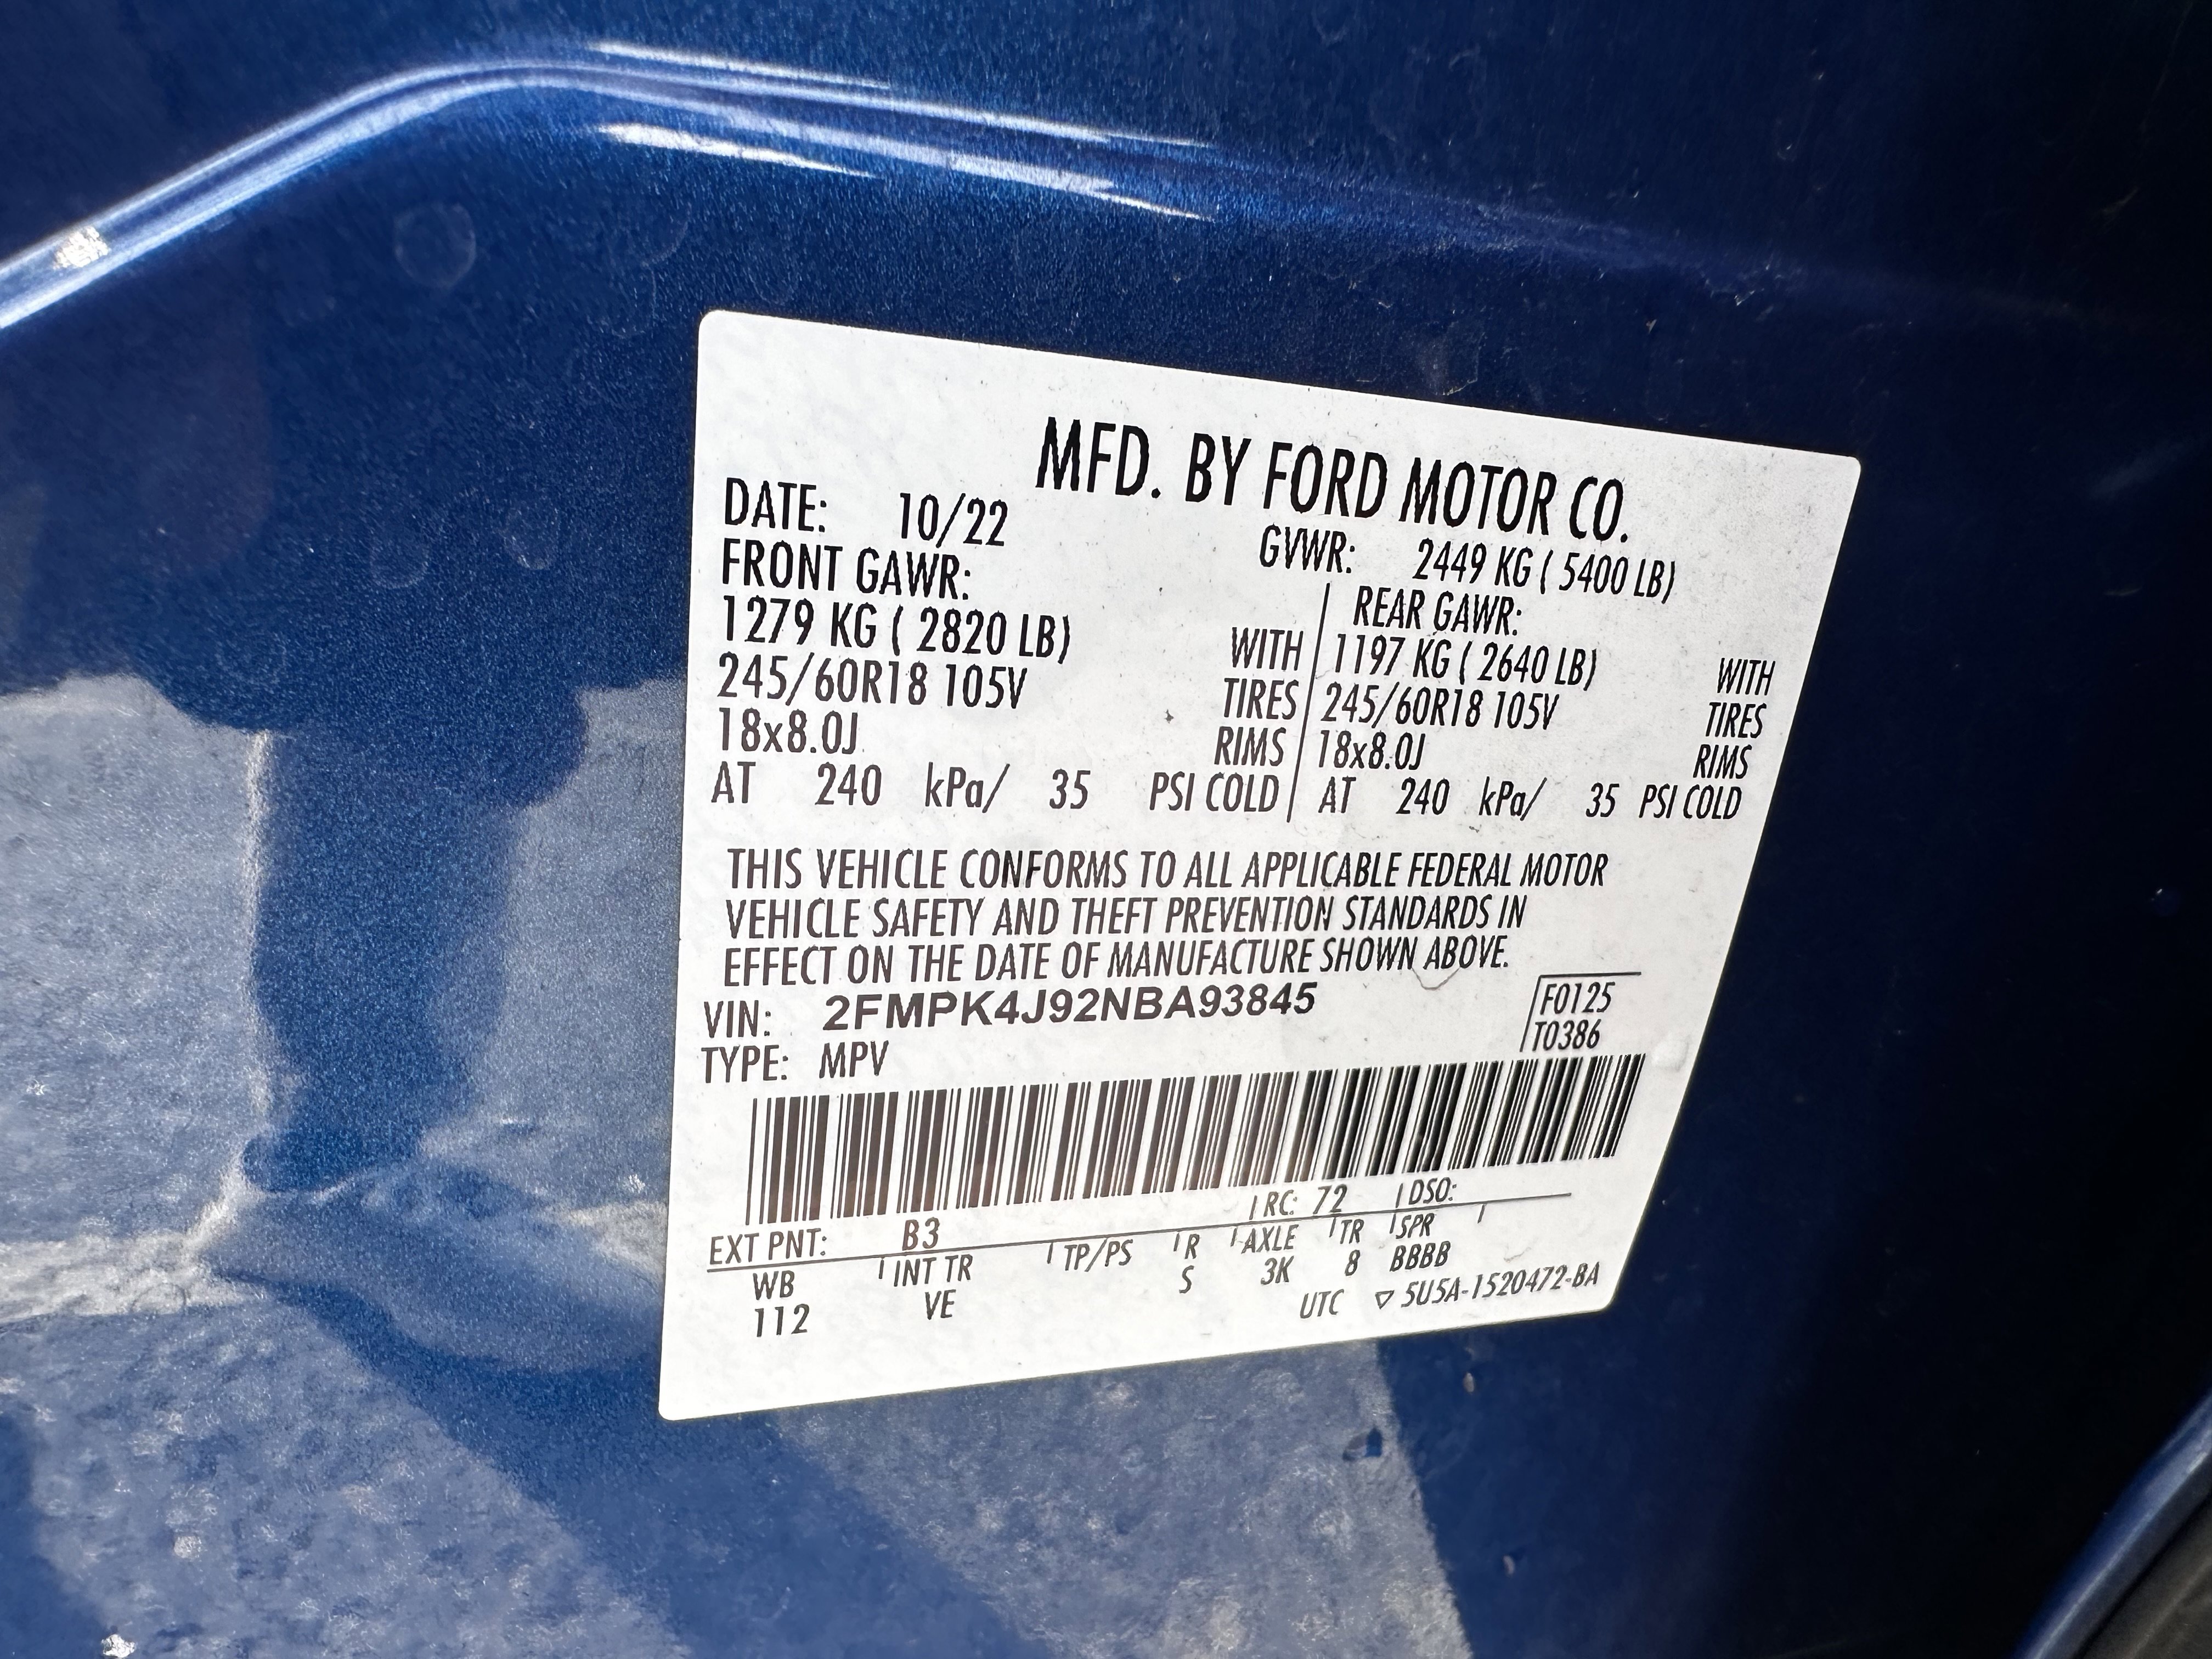 MFD. BY FORD MOTOR CO.
DATE: 10/22 GVWR: 2449 KG ( 5400 LB)
FRONT GAWR: REAR GAWR:
1279 KG ( 2820 LB) WITH 1197 KG ( 2640 LB) WITH
245/60R18 105V TIRES 245/60R18 105V TIRES
18x8.0J RIMS 18x8.0J RIMS
AT 240 kPa/ 35 PSI COLD AT 240 kPa/ 35 PSI COLD
THIS VEHICLE CONFORMS TO ALL APPLICABLE FEDERAL MOTOR
VEHICLE SAFETY AND THEFT PREVENTION STANDARDS IN
EFFECT ON THE DATE OF MANUFACTURE SHOWN ABOVE.
VIN: 2FMPK4J92NBA93845 F0125
TYPE: MPV T0386
EXT PNT: B3 RC: 72 DSO:
WB INT TR TP/PS R AXLE TR SPR
112 VE S 3K 8 BBBB
UTC ▽ 5U5A-1520472-BA